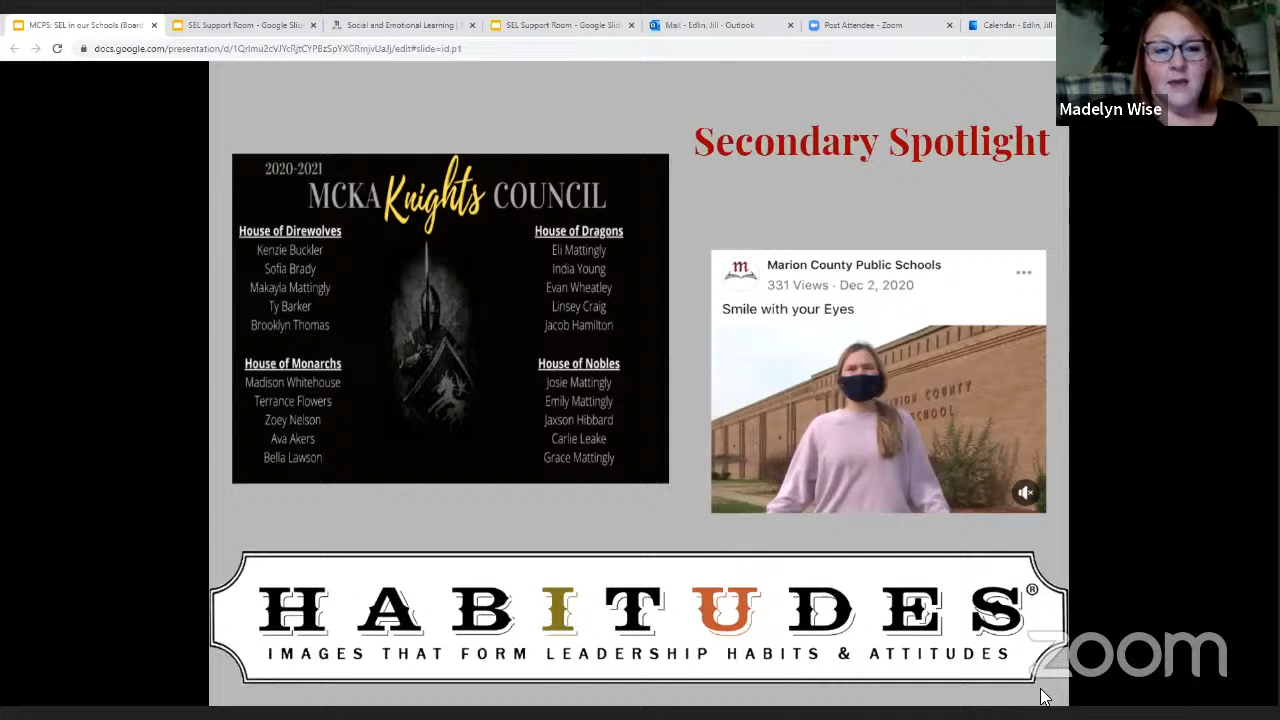 MCPS: SEL in our Schools (Board
SEL Support Room - Google Slid
Social and Emotional Learning |
SEL Support Room - Google Slid
Mail - Edlin, Jill - Outlook
Post Attendee - Zoom
Calendar - Edlin, Jill -
Madelyn Wise
Secondary Spotlight
2020-2021
MCKA Knights COUNCIL
House of Direwolves
Kenzie Buckler
Sofia Brady
Makayla Mattingly
Ty Barker
Brooklyn Thomas
House of Dragons
Eli Mattingly
India Young
Evan Wheatley
Linsey Craig
Jacob Hamilton
House of Monarchs
Madison Whitehouse
Terrance Flowers
Zoey Nelson
Ava Akers
Bella Lawson
House of Nobles
Josie Mattingly
Emily Mattingly
Jaxson Hibbard
Carlie Leake
Grace Mattingly
m
Marion County Public Schools
331 Views · Dec 2, 2020
Smile with your Eyes
ARION COUNTY
SCHOOL
HABITUDES®
IMAGES THAT FORM LEADERSHIP HABITS & ATTITUDES
zoom